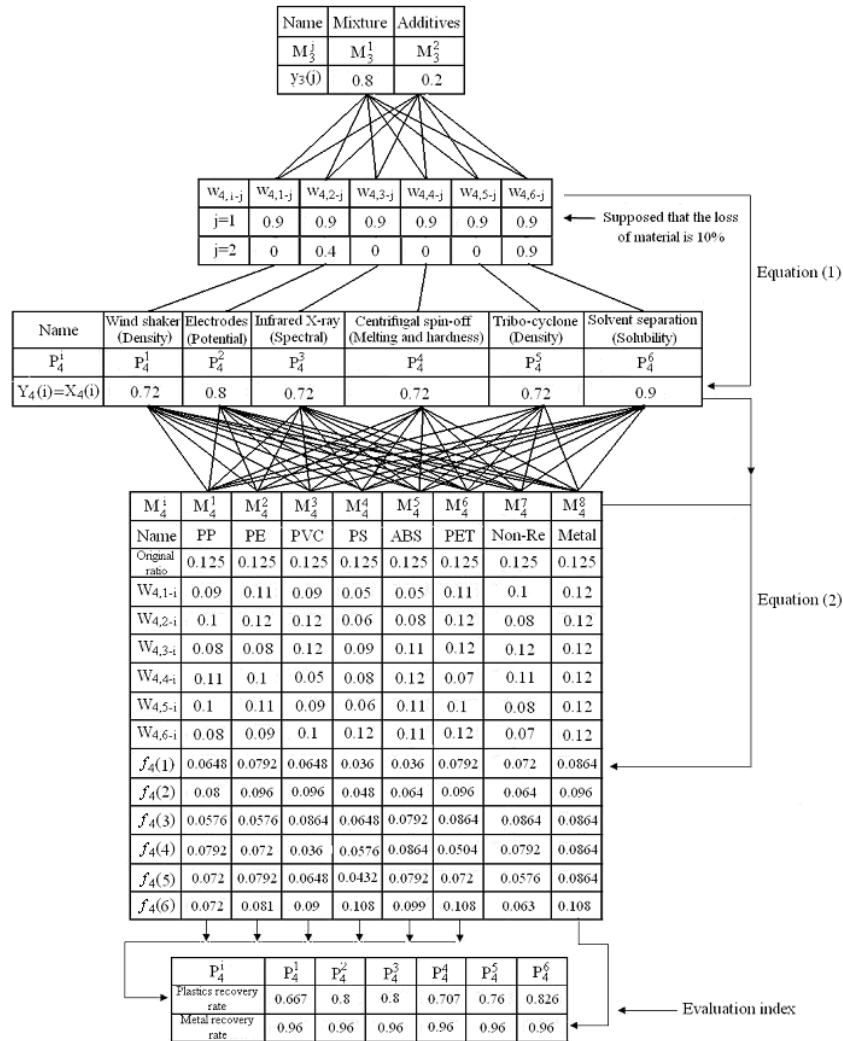 Name Mixture Additives
M₃ʲ M₃¹ M₃²
y₃(j) 0.8 0.2
W₄,ᵢ₋ⱼ W₄,₁₋ⱼ W₄,₂₋ⱼ W₄,₃₋ⱼ W₄,₄₋ⱼ W₄,₅₋ⱼ W₄,₆₋ⱼ
j=1 0.9 0.9 0.9 0.9 0.9 0.9
j=2 0 0.4 0 0 0 0.9
Supposed that the loss
of material is 10%
Equation (1)
Name Wind shaker (Density) Electrodes (Potential) Infrared X-ray (Spectral) Centrifugal spin-off (Melting and hardness) Tribo-cyclone (Density) Solvent separation (Solubility)
P₄ⁱ P₄¹ P₄² P₄³ P₄⁴ P₄⁵ P₄⁶
Y₄(i)=X₄(i) 0.72 0.8 0.72 0.72 0.72 0.9
M₄ⁱ M₄¹ M₄² M₄³ M₄⁴ M₄⁵ M₄⁶ M₄⁷ M₄⁸
Name PP PE PVC PS ABS PET Non-Re Metal
Original ratio 0.125 0.125 0.125 0.125 0.125 0.125 0.125 0.125
W₄,₁₋ᵢ 0.09 0.11 0.09 0.05 0.05 0.11 0.1 0.12
W₄,₂₋ᵢ 0.1 0.12 0.12 0.06 0.08 0.12 0.08 0.12
W₄,₃₋ᵢ 0.08 0.08 0.12 0.09 0.11 0.12 0.12 0.12
W₄,₄₋ᵢ 0.11 0.1 0.05 0.08 0.12 0.07 0.11 0.12
W₄,₅₋ᵢ 0.1 0.11 0.09 0.06 0.11 0.1 0.08 0.12
W₄,₆₋ᵢ 0.08 0.09 0.1 0.12 0.11 0.12 0.07 0.12
Equation (2)
f₄(1) 0.0648 0.0792 0.0648 0.036 0.036 0.0792 0.072 0.0864
f₄(2) 0.08 0.096 0.096 0.048 0.064 0.096 0.064 0.096
f₄(3) 0.0576 0.0576 0.0864 0.0648 0.0792 0.0864 0.0864 0.0864
f₄(4) 0.0792 0.072 0.036 0.0576 0.0864 0.0504 0.0792 0.0864
f₄(5) 0.072 0.0792 0.0648 0.0432 0.0792 0.072 0.0576 0.0864
f₄(6) 0.072 0.081 0.09 0.108 0.099 0.108 0.063 0.108
P₄ⁱ P₄¹ P₄² P₄³ P₄⁴ P₄⁵ P₄⁶
Plastics recovery rate 0.667 0.8 0.8 0.707 0.76 0.826
Metal recovery rate 0.96 0.96 0.96 0.96 0.96 0.96
Evaluation index